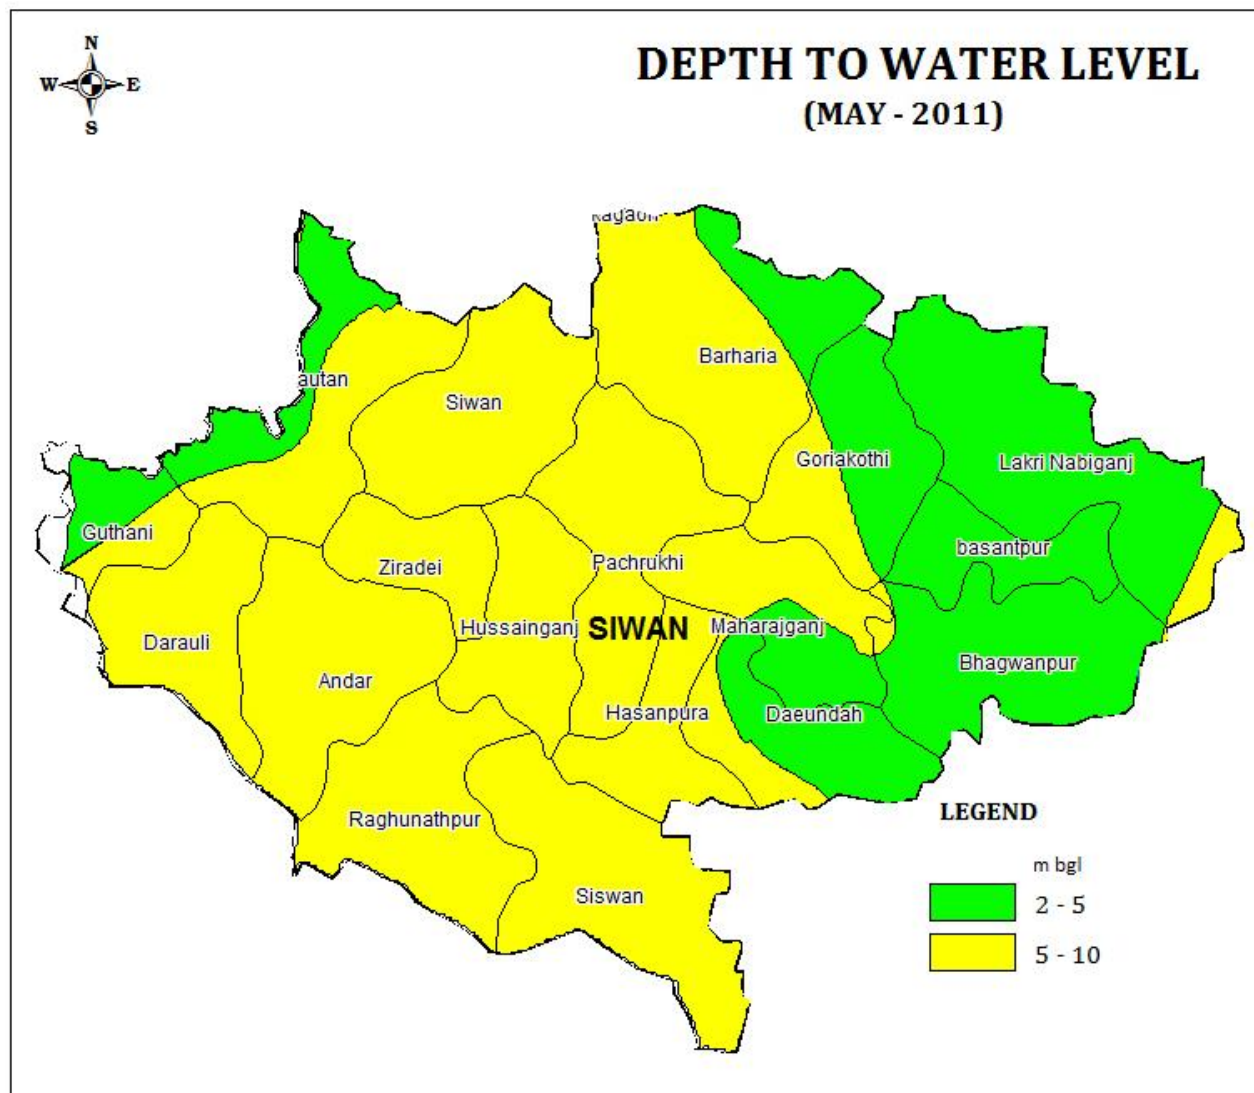 N
W E
S
DEPTH TO WATER LEVEL
(MAY - 2011)
autan
Siwan
Barharia
Goriakothi
Lakri Nabiganj
Guthani
Ziradei
Pachrukhi
basantpur
Darauli
Hussainganj
SIWAN
Maharajganj
Bhagwanpur
Andar
Hasanpura
Daeundah
Raghunathpur
Siswan
LEGEND
m bgl
2 - 5
5 - 10